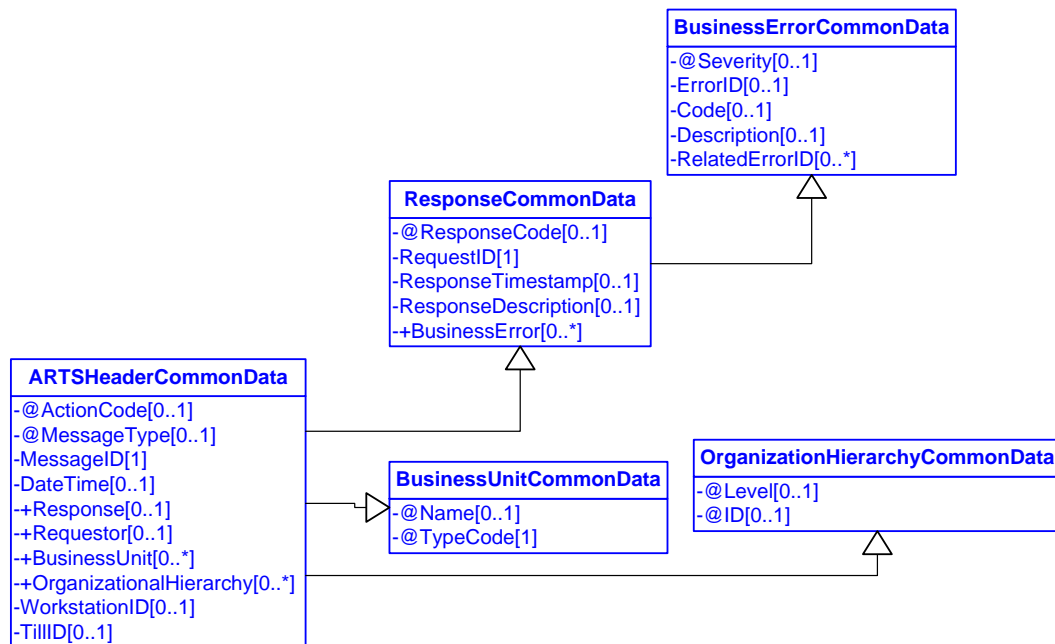 BusinessErrorCommonData
-@Severity[0..1]
-ErrorID[0..1]
-Code[0..1]
-Description[0..1]
-RelatedErrorID[0..*]
ResponseCommonData
-@ResponseCode[0..1]
-RequestID[1]
-ResponseTimestamp[0..1]
-ResponseDescription[0..1]
-+BusinessError[0..*]
ARTSHeaderCommonData
-@ActionCode[0..1]
-@MessageType[0..1]
-MessageID[1]
-DateTime[0..1]
-+Response[0..1]
-+Requestor[0..1]
-+BusinessUnit[0..*]
-+OrganizationalHierarchy[0..*]
-WorkstationID[0..1]
-TillID[0..1]
BusinessUnitCommonData
-@Name[0..1]
-@TypeCode[1]
OrganizationHierarchyCommonData
-@Level[0..1]
-@ID[0..1]